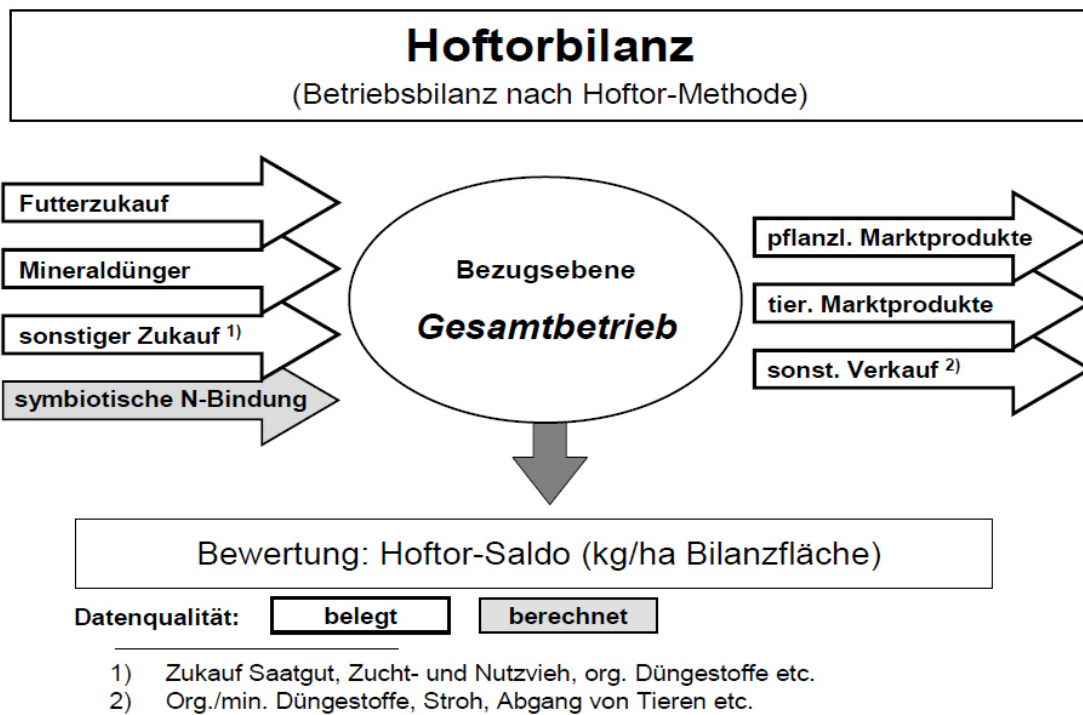 Hoftorbilanz
(Betriebsbilanz nach Hoftor-Methode)
Futterzukauf
Mineraldünger
sonstiger Zukauf 1)
symbiotische N-Bindung
Bezugsebene
Gesamtbetrieb
pflanzl. Marktprodukte
tier. Marktprodukte
sonst. Verkauf 2)
Bewertung: Hoftor-Saldo (kg/ha Bilanzfläche)
Datenqualität: belegt berechnet
1) Zukauf Saatgut, Zucht- und Nutzvieh, org. Düngestoffe etc.
2) Org./min. Düngestoffe, Stroh, Abgang von Tieren etc.